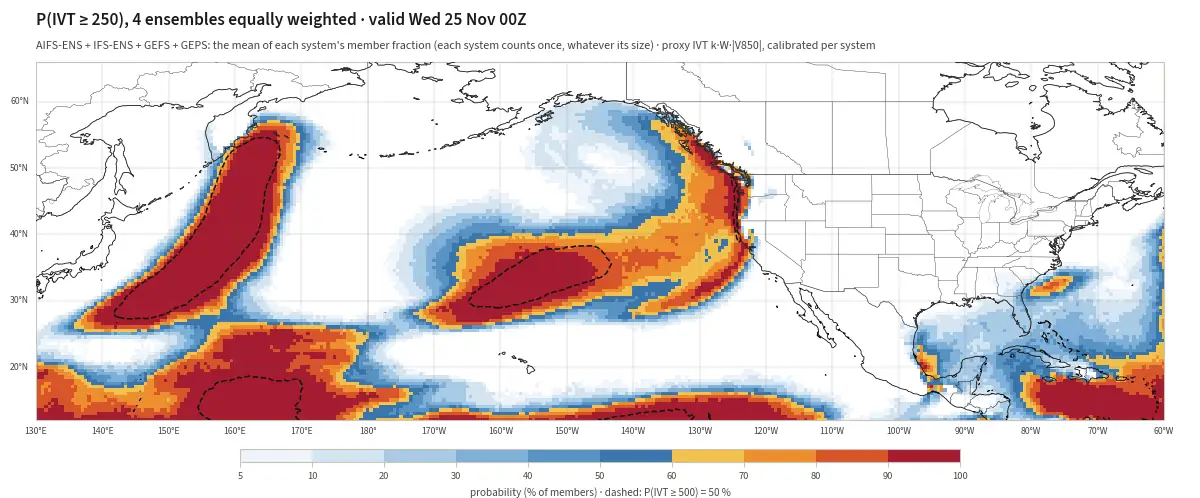 P(IVT ≥ 250), 4 ensembles equally weighted · valid Wed 25 Nov 00Z
AIFS-ENS + IFS-ENS + GEFS + GEPS: the mean of each system's member fraction (each system counts once, whatever its size) · proxy IVT k·W·|V850|, calibrated per system
60°N
50°N
40°N
30°N
20°N
130°E 140°E 150°E 160°E 170°E 180° 170°W 160°W 150°W 140°W 130°W 120°W 110°W 100°W 90°W 80°W 70°W 60°W
5 10 20 30 40 50 60 70 80 90 100
probability (% of members) · dashed: P(IVT ≥ 500) = 50 %